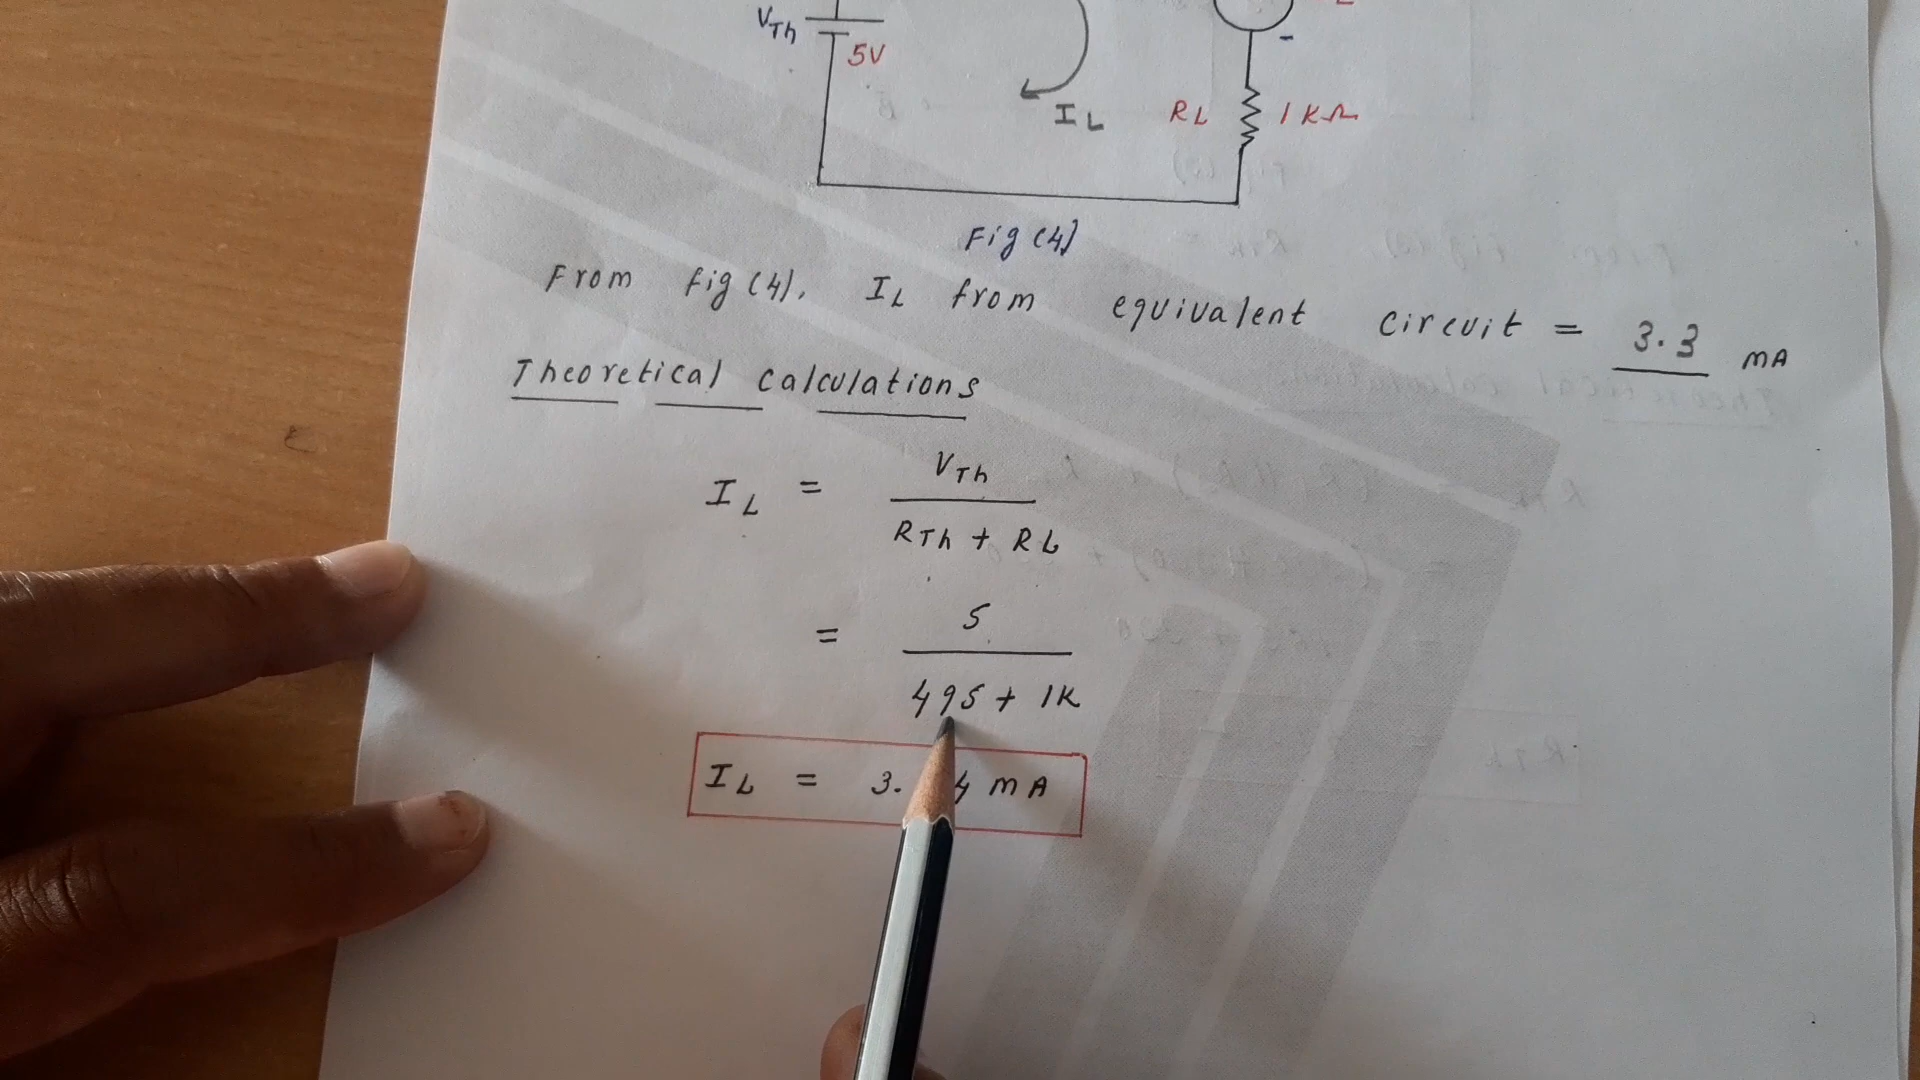 VTh
5V
-
IL RL 1KΩ
Fig (4)
From fig (4), IL from equivalent circuit = 3.3 mA
Theoretical calculations
IL = VTh
RTh + RL
= 5
495 + 1K
IL = 3. 4 mA